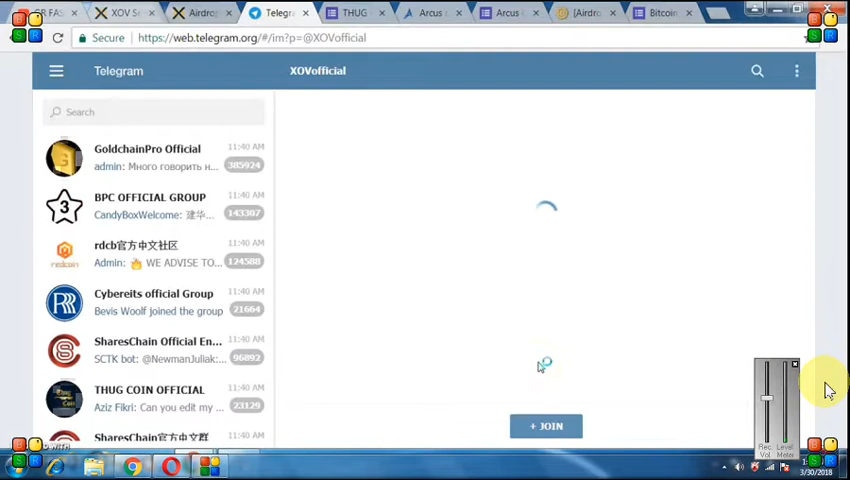 GR FAS
XOV S
Airdrop
Telegr
THUG
Arcus
Arcus
[Airdro
Bitcoin
Secure
https://web.telegram.org/#/im?p=@XOVofficial
Telegram
XOVofficial
Search
GoldchainPro Official
11:40 AM
admin: Много говорить н...
385924
BPC OFFICIAL GROUP
11:40 AM
CandyBoxWelcome: 建华...
143307
rdcb官方中文社区
11:40 AM
redcoin
Admin: 🔥 WE ADVISE TO...
124588
Cybereits official Group
11:40 AM
Bevis Woolf joined the group
21664
SharesChain Official En...
11:40 AM
SCTK bot: @NewmanJuliak:...
96892
THUG COIN OFFICIAL
11:40 AM
Aziz Fikri: Can you edit my ...
23129
SharesChain官方中文群
11:40 AM
+ JOIN
Rec. Vol
Level Meter
WITH
3/30/2018